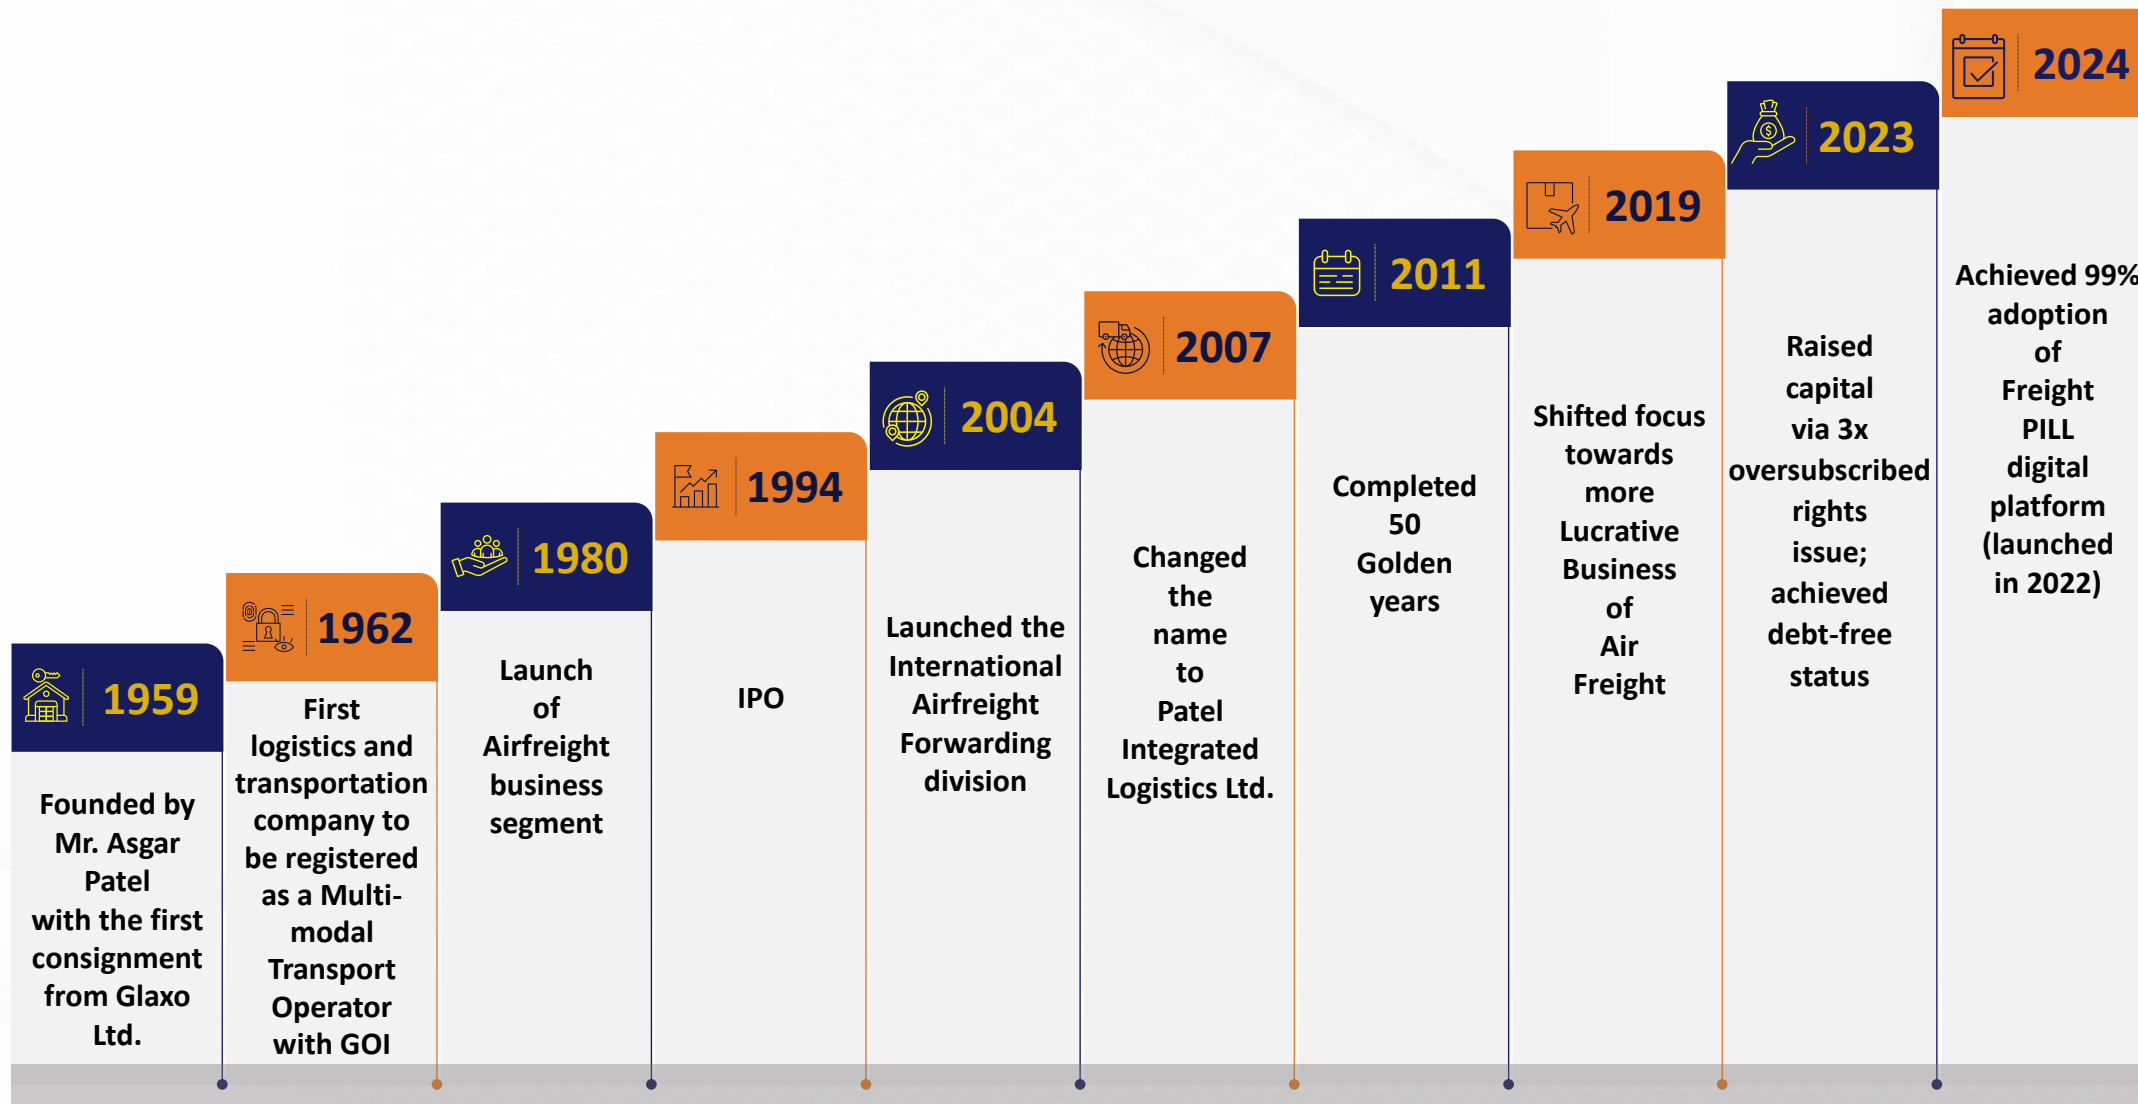 1959
Founded by
Mr. Asgar
Patel
with the first
consignment
from Glaxo
Ltd.
1962
First
logistics and
transportation
company to
be registered
as a Multi-
modal
Transport
Operator
with GOI
1980
Launch
of
Airfreight
business
segment
1994
IPO
2004
Launched the
International
Airfreight
Forwarding
division
2007
Changed
the
name
to
Patel
Integrated
Logistics Ltd.
2011
Completed
50
Golden
years
2019
Shifted focus
towards
more
Lucrative
Business
of
Air
Freight
2023
Raised
capital
via 3x
oversubscribed
rights
issue;
achieved
debt-free
status
2024
Achieved 99%
adoption
of
Freight
PILL
digital
platform
(launched
in 2022)